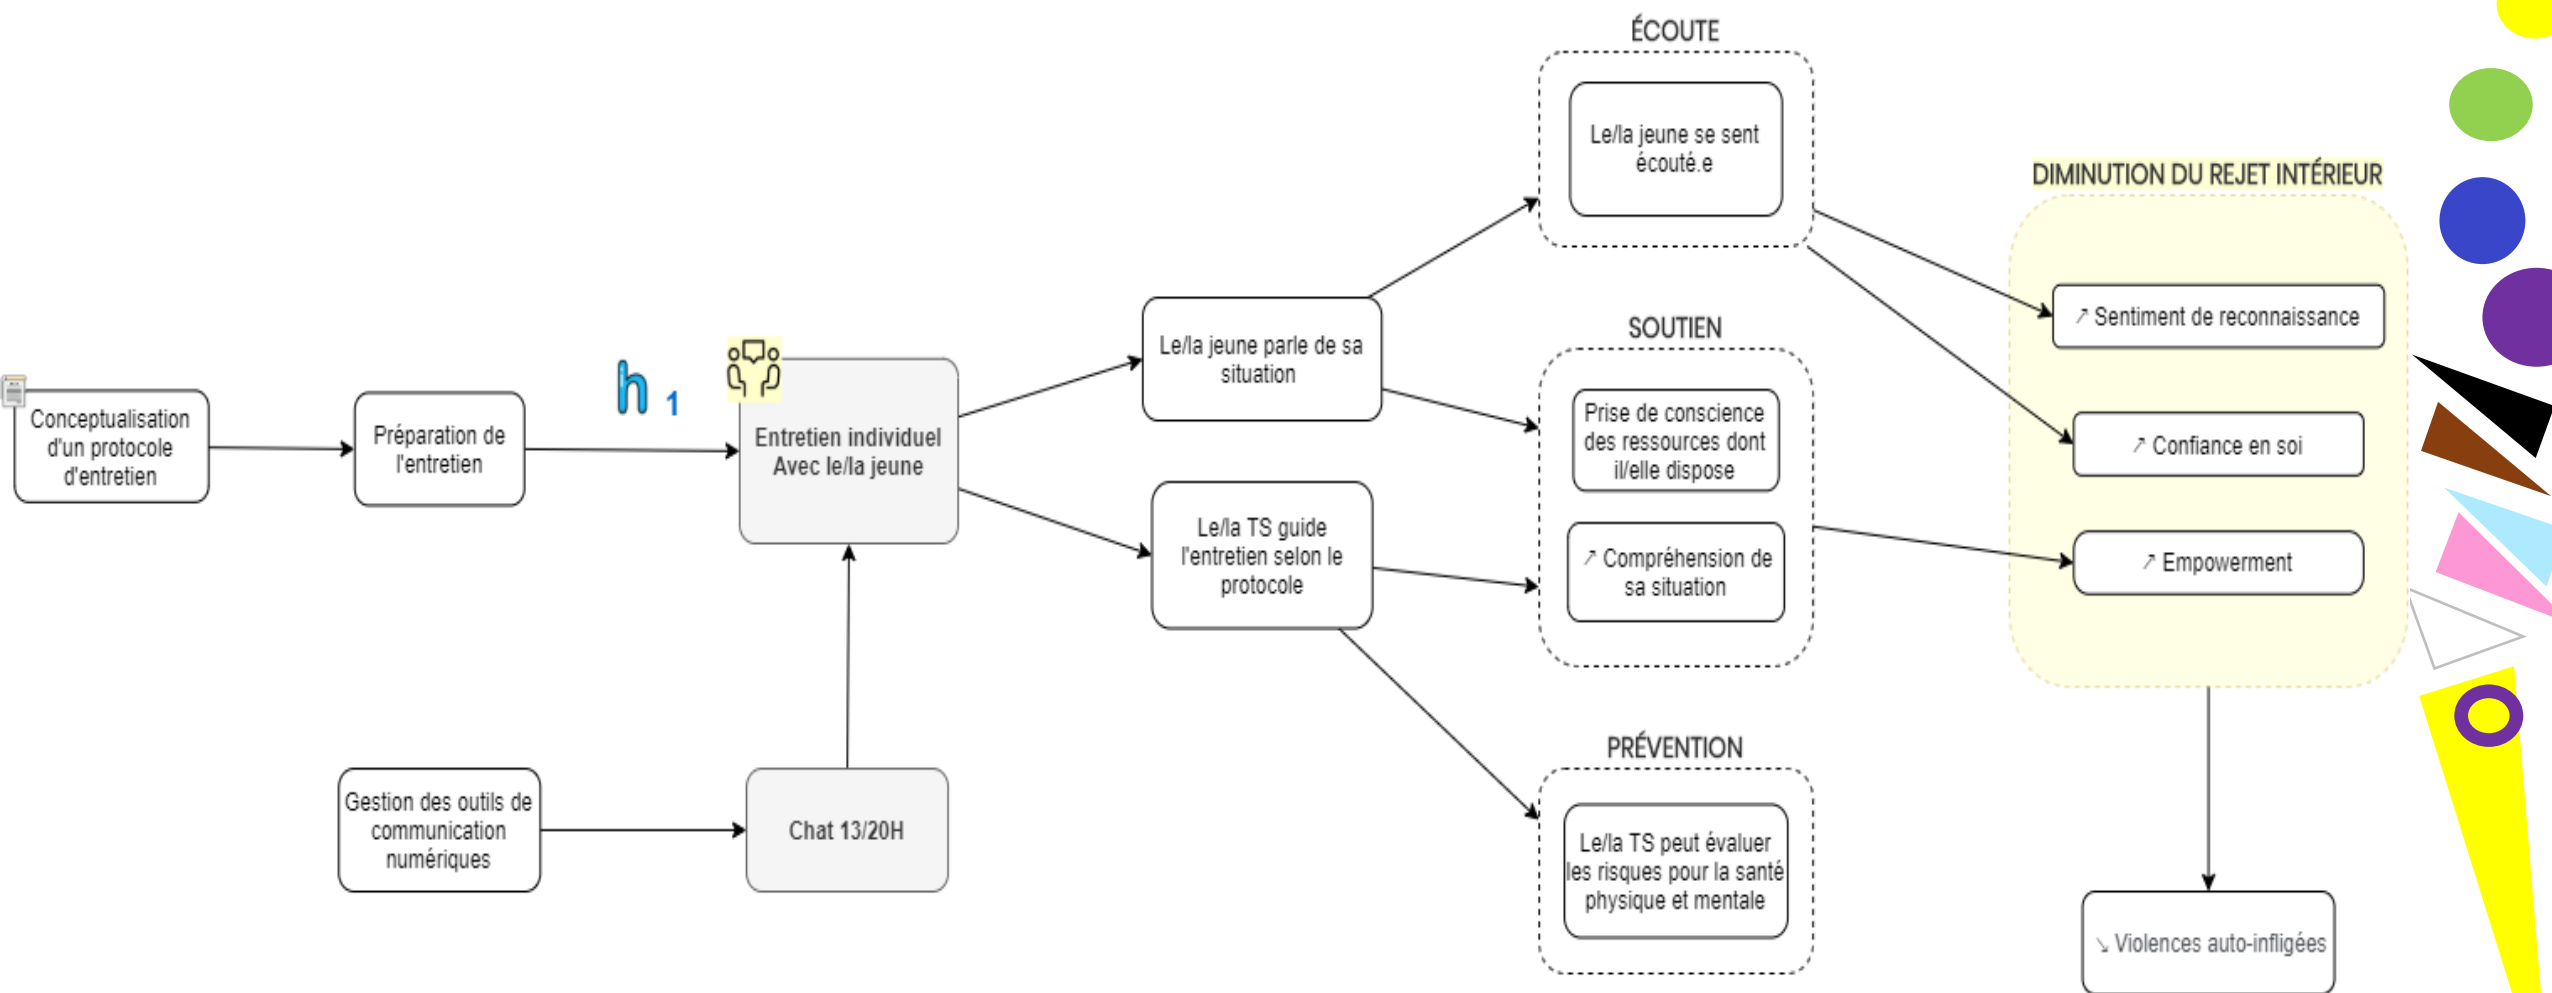 Conceptualisation
d'un protocole
d'entretien
Préparation de
l'entretien
h 1
Entretien individuel
Avec le/la jeune
Gestion des outils de
communication
numériques
Chat 13/20H
Le/la jeune parle de sa
situation
Le/la TS guide
l'entretien selon le
protocole
ÉCOUTE
Le/la jeune se sent
écouté.e
SOUTIEN
Prise de conscience
des ressources dont
il/elle dispose
↗ Compréhension de
sa situation
PRÉVENTION
Le/la TS peut évaluer
les risques pour la santé
physique et mentale
DIMINUTION DU REJET INTÉRIEUR
↗ Sentiment de reconnaissance
↗ Confiance en soi
↗ Empowerment
↘ Violences auto-infligées